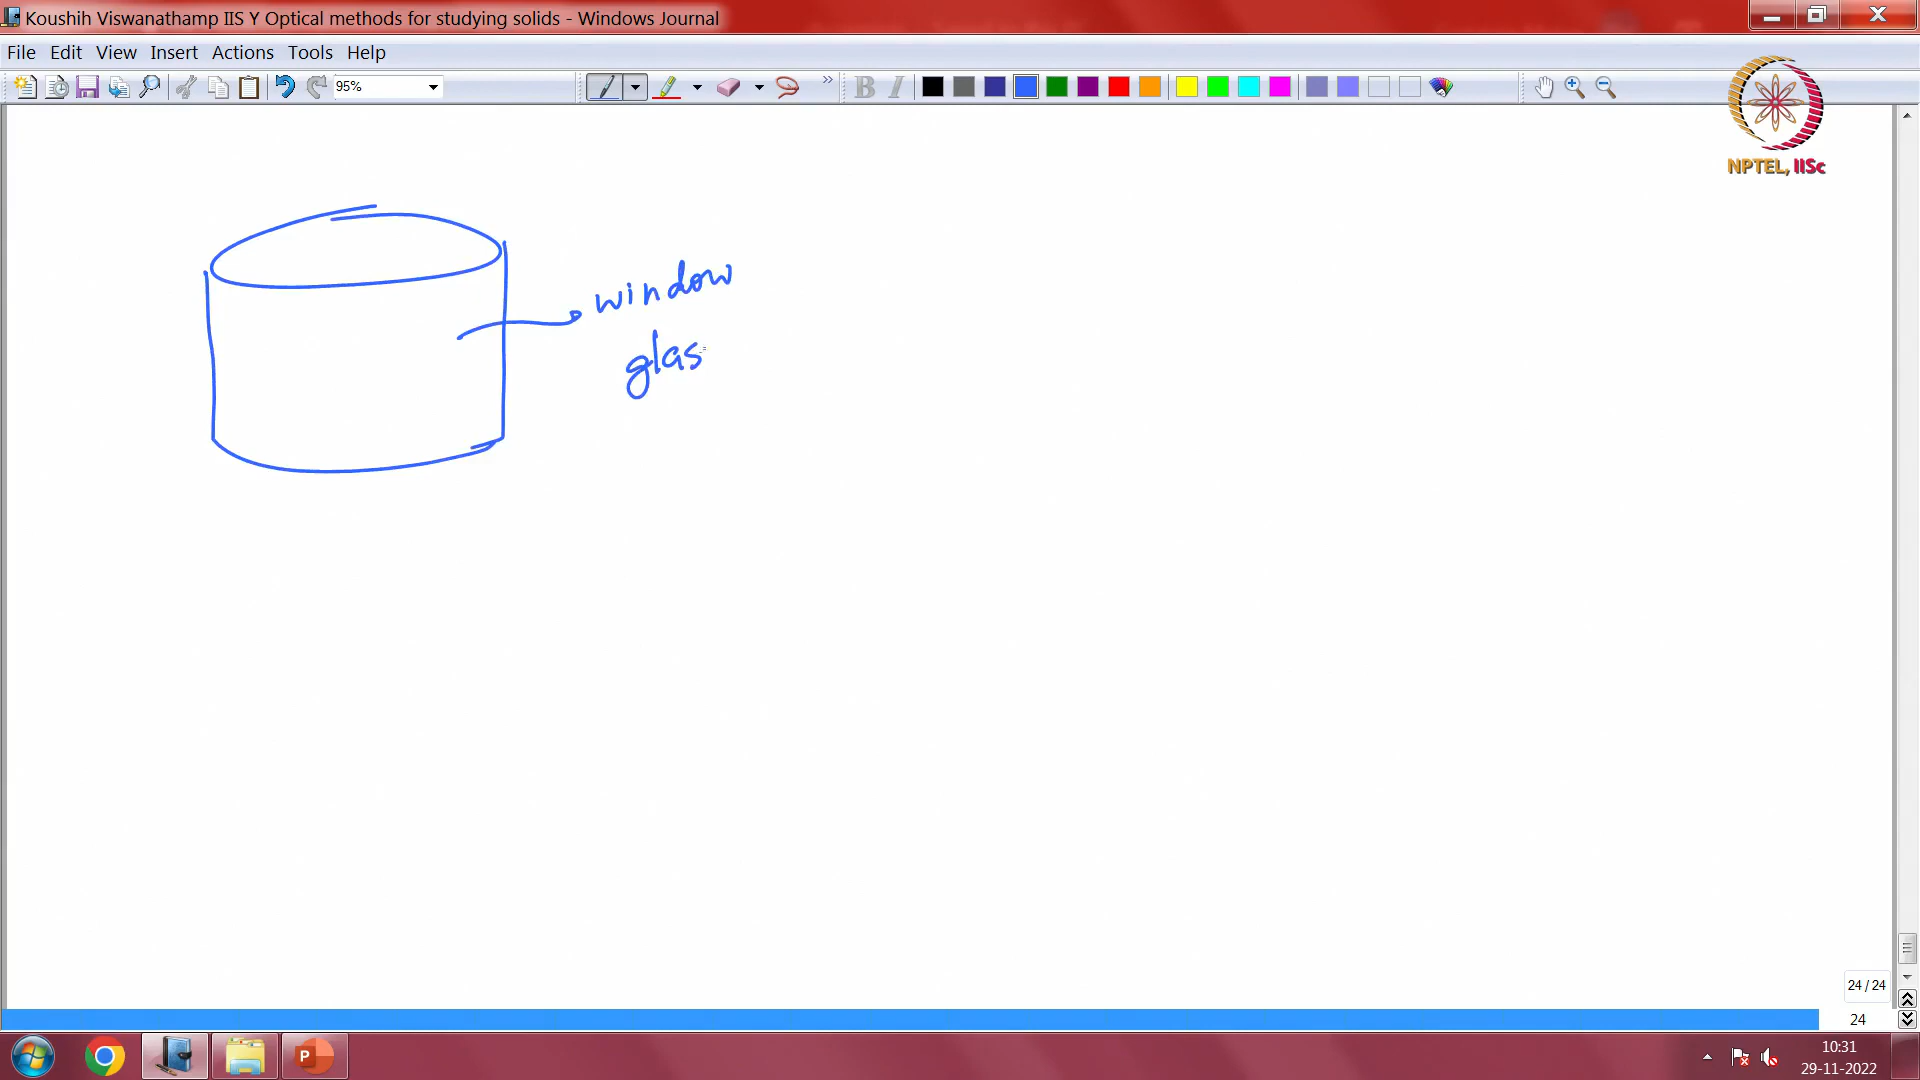 Koushih Viswanathamp IIS Y Optical methods for studying solids - Windows Journal
File Edit View Insert Actions Tools Help
95%
B I
NPTEL, IISc
window
glas
24 / 24
24
P
10:31
29-11-2022